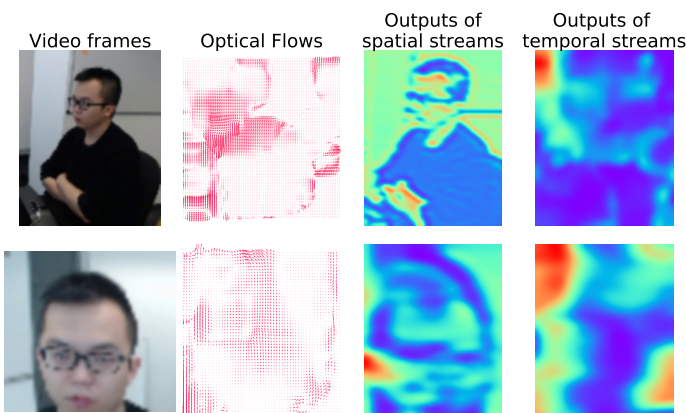 Video frames
Optical Flows
Outputs of
spatial streams
Outputs of
temporal streams